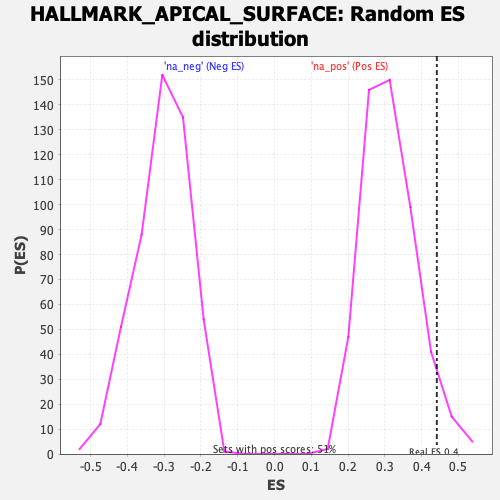 HALLMARK_APICAL_SURFACE: Random ES
distribution
'na_neg' (Neg ES) 'na_pos' (Pos ES)
150
140
130
120
110
100
90
80
70
60
50
40
30
20
10
0
P(ES)
Sets with pos scores: 51%
Real ES 0.4
-0.5 -0.4 -0.3 -0.2 -0.1 0.0 0.1 0.2 0.3 0.4 0.5
ES